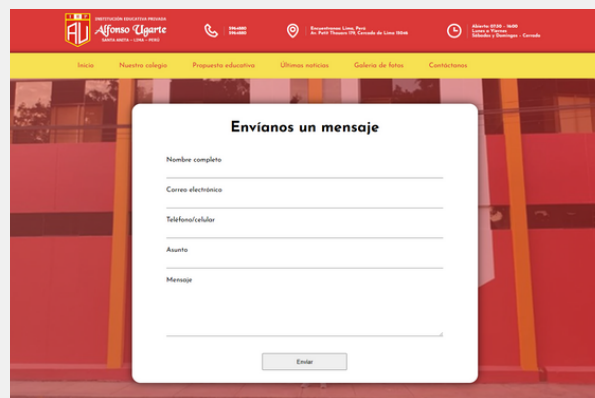 INSTITUCIÓN EDUCATIVA PRIVADA
Alfonso Ugarte
SANTA ANITA - LIMA - PERÚ
Encuentranos Lima, Perú
Abierto 07:30 - 16:00
Lunes a Viernes
Sábados y Domingos - Cerrado
Inicio
Nuestro colegio
Propuesta educativa
Últimas noticias
Galería de fotos
Contáctanos
Envíanos un mensaje
Nombre completo
Correo electrónico
Teléfono/celular
Asunto
Mensaje
Enviar